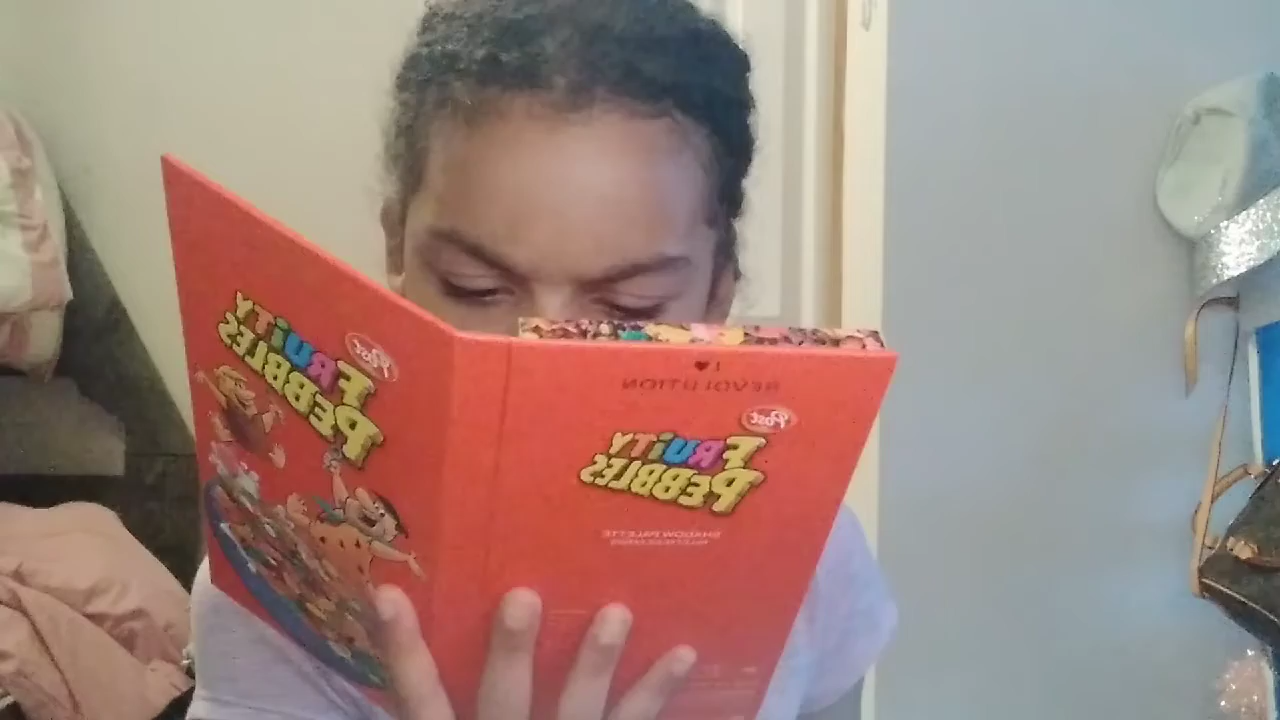 Post
FRUITY
PEBBLES
I ♥
REVOLUTION
Post
FRUITY
PEBBLES
SHADOW PALETTE